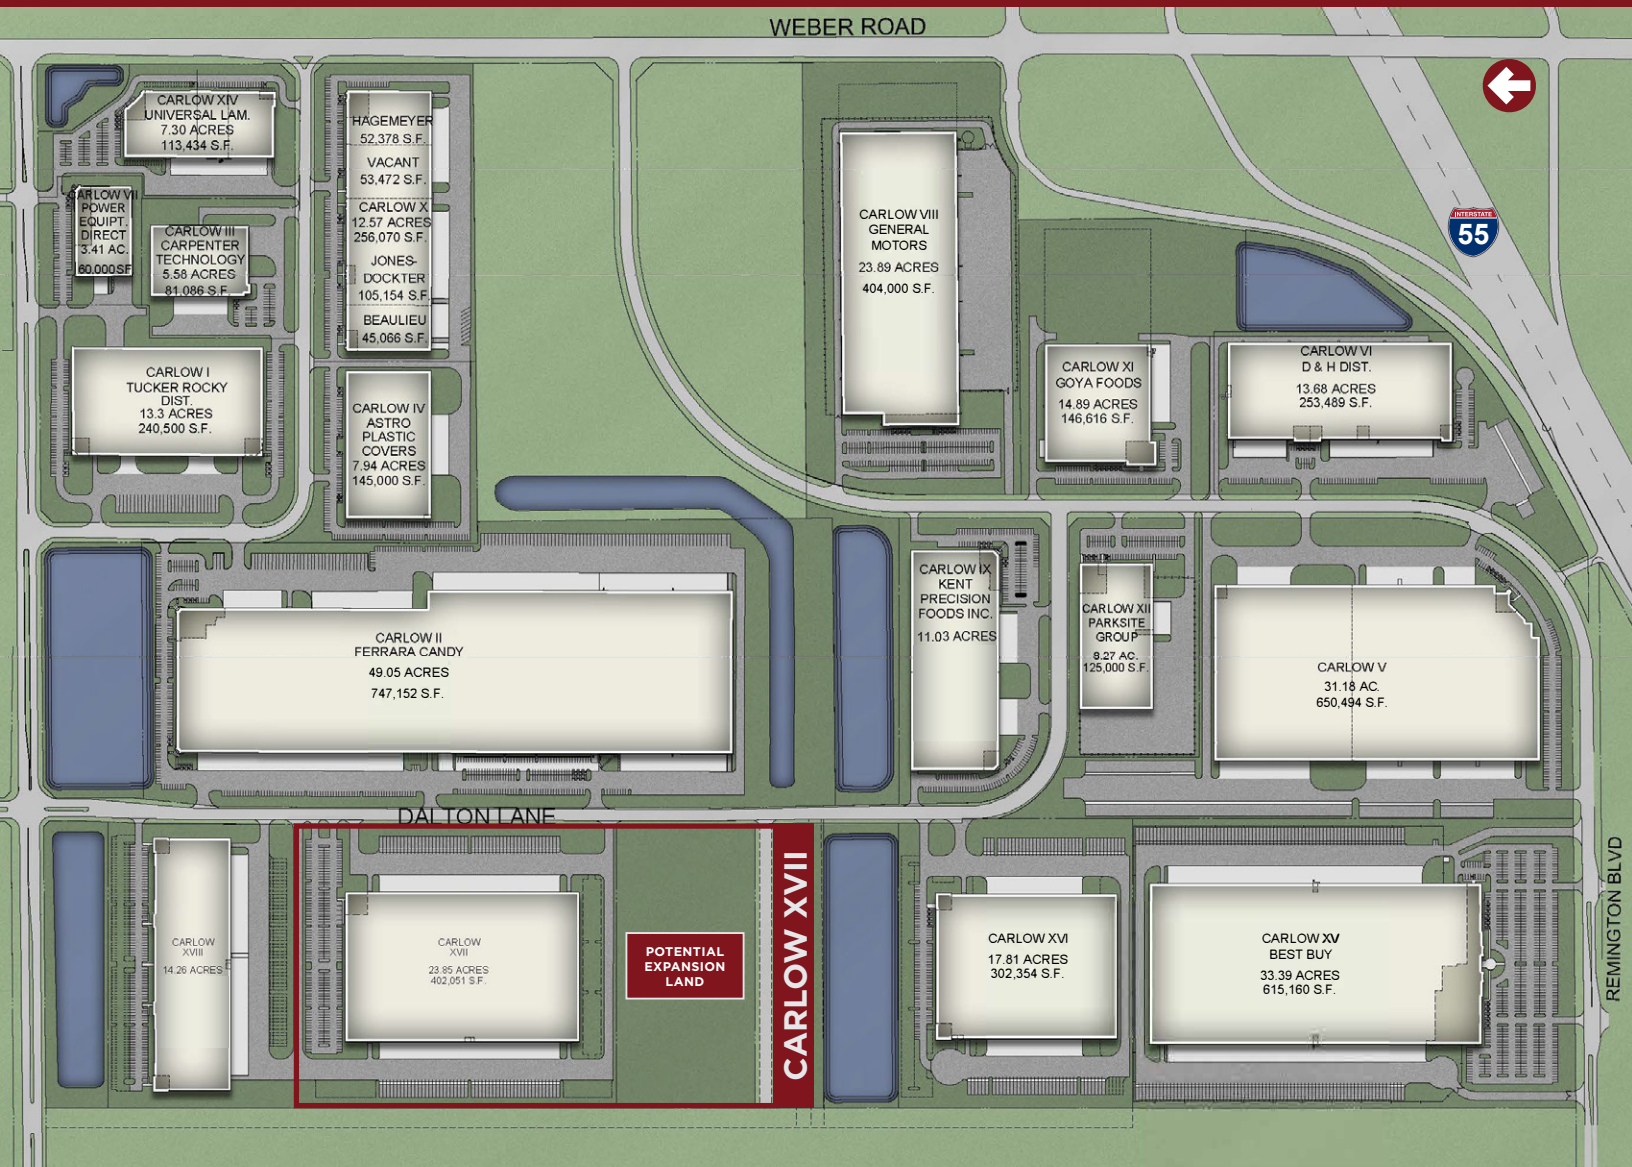 WEBER ROAD
CARLOW XIV
UNIVERSAL LAM.
7.30 ACRES
113,434 S.F.
HAGEMEYER
52,378 S.F.
VACANT
53,472 S.F.
CARLOW X
12.57 ACRES
256,070 S.F.
JONES-
DOCKTER
105,154 S.F.
BEAULIEU
45,066 S.F.
CARLOW VII
POWER
EQUIPT.
DIRECT
3.41 AC.
60,000SF
CARLOW III
CARPENTER
TECHNOLOGY
5.58 ACRES
81,086 S.F.
CARLOW VIII
GENERAL
MOTORS
23.89 ACRES
404,000 S.F.
INTERSTATE
55
CARLOW I
TUCKER ROCKY
DIST.
13.3 ACRES
240,500 S.F.
CARLOW IV
ASTRO
PLASTIC
COVERS
7.94 ACRES
145,000 S.F.
CARLOW XI
GOYA FOODS
14.89 ACRES
146,616 S.F.
CARLOW VI
D & H DIST.
13.68 ACRES
253,489 S.F.
CARLOW II
FERRARA CANDY
49.05 ACRES
747,152 S.F.
CARLOW IX
KENT
PRECISION
FOODS INC.
11.03 ACRES
CARLOW XII
PARKSITE
GROUP
8.27 AC.
125,000 S.F.
CARLOW V
31.18 AC.
650,494 S.F.
DALTON LANE
CARLOW
XVIII
14.26 ACRES
CARLOW
XVII
23.85 ACRES
402,051 S.F.
POTENTIAL
EXPANSION
LAND
CARLOW XVII
CARLOW XVI
17.81 ACRES
302,354 S.F.
CARLOW XV
BEST BUY
33.39 ACRES
615,160 S.F.
REMINGTON BLVD